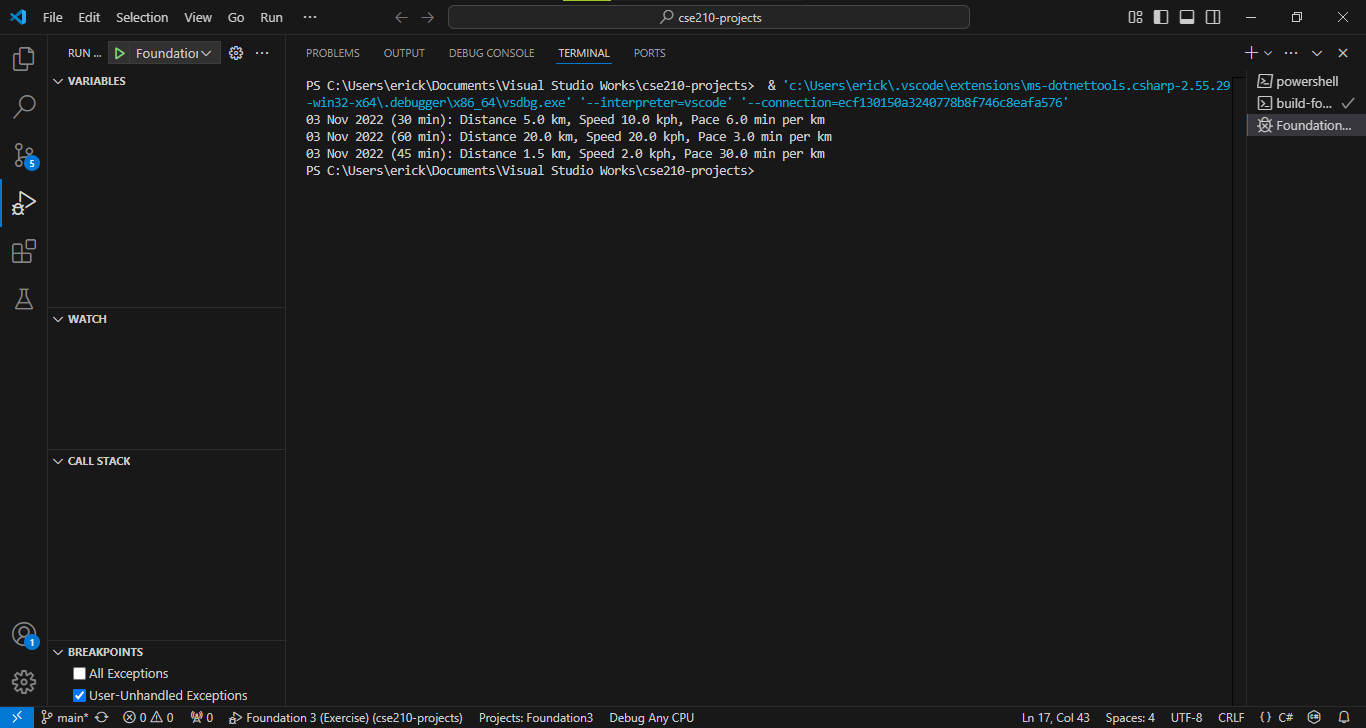 File Edit Selection View Go Run ···
cse210-projects
RUN ... Foundation
VARIABLES
WATCH
CALL STACK
BREAKPOINTS
All Exceptions
User-Unhandled Exceptions
5
1
PROBLEMS OUTPUT DEBUG CONSOLE TERMINAL PORTS
PS C:\Users\erick\Documents\Visual Studio Works\cse210-projects>  & 'c:\Users\erick\.vscode\extensions\ms-dotnettools.csharp-2.55.29
-win32-x64\.debugger\x86_64\vsdbg.exe' '--interpreter=vscode' '--connection=ecf130150a3240778b8f746c8eafa576'
03 Nov 2022 (30 min): Distance 5.0 km, Speed 10.0 kph, Pace 6.0 min per km
03 Nov 2022 (60 min): Distance 20.0 km, Speed 20.0 kph, Pace 3.0 min per km
03 Nov 2022 (45 min): Distance 1.5 km, Speed 2.0 kph, Pace 30.0 min per km
PS C:\Users\erick\Documents\Visual Studio Works\cse210-projects>
powershell
build-fo...
Foundation...
main* 0 0 0 Foundation 3 (Exercise) (cse210-projects) Projects: Foundation3 Debug Any CPU Ln 17, Col 43 Spaces: 4 UTF-8 CRLF {} C#